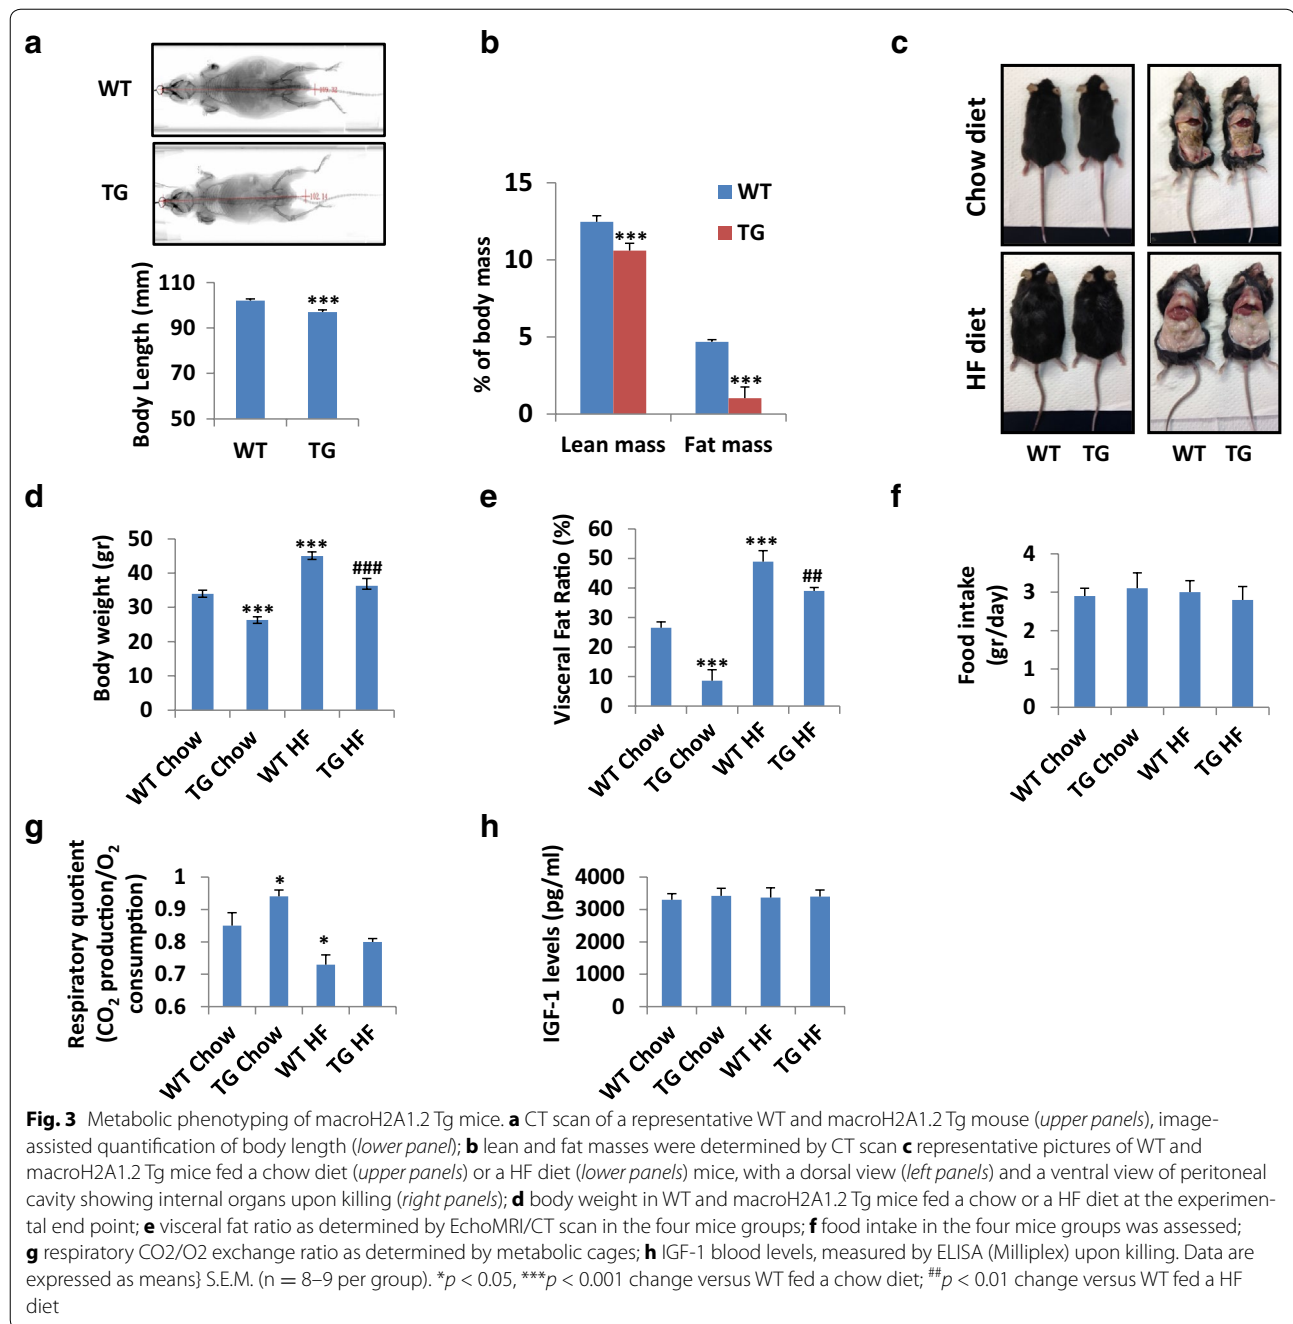 a
WT
TG
Body Length (mm)
110
90
70
50
***
WT
TG
b
% of body mass
15
10
5
0
WT
TG
***
***
Lean mass
Fat mass
c
Chow diet
HF diet
WT TG
WT TG
d
Body weight (gr)
50
40
30
20
10
0
***
***
###
WT Chow
TG Chow
WT HF
TG HF
e
Visceral Fat Ratio (%)
60
50
40
30
20
10
0
***
***
##
WT Chow
TG Chow
WT HF
TG HF
f
Food intake
(gr/day)
4
3
2
1
0
WT Chow
TG Chow
WT HF
TG HF
g
Respiratory quotient
(CO₂ production/O₂
consumption)
1
0.9
0.8
0.7
0.6
*
*
WT Chow
TG Chow
WT HF
TG HF
h
IGF-1 levels (pg/ml)
4000
3000
2000
1000
0
WT Chow
TG Chow
WT HF
TG HF
Fig. 3 Metabolic phenotyping of macroH2A1.2 Tg mice. a CT scan of a representative WT and macroH2A1.2 Tg mouse (upper panels), image-
assisted quantification of body length (lower panel); b lean and fat masses were determined by CT scan c representative pictures of WT and
macroH2A1.2 Tg mice fed a chow diet (upper panels) or a HF diet (lower panels) mice, with a dorsal view (left panels) and a ventral view of peritoneal
cavity showing internal organs upon killing (right panels); d body weight in WT and macroH2A1.2 Tg mice fed a chow or a HF diet at the experimen-
tal end point; e visceral fat ratio as determined by EchoMRI/CT scan in the four mice groups; f food intake in the four mice groups was assessed;
g respiratory CO2/O2 exchange ratio as determined by metabolic cages; h IGF-1 blood levels, measured by ELISA (Milliplex) upon killing. Data are
expressed as means} S.E.M. (n = 8–9 per group). *p < 0.05, ***p < 0.001 change versus WT fed a chow diet; ##p < 0.01 change versus WT fed a HF
diet